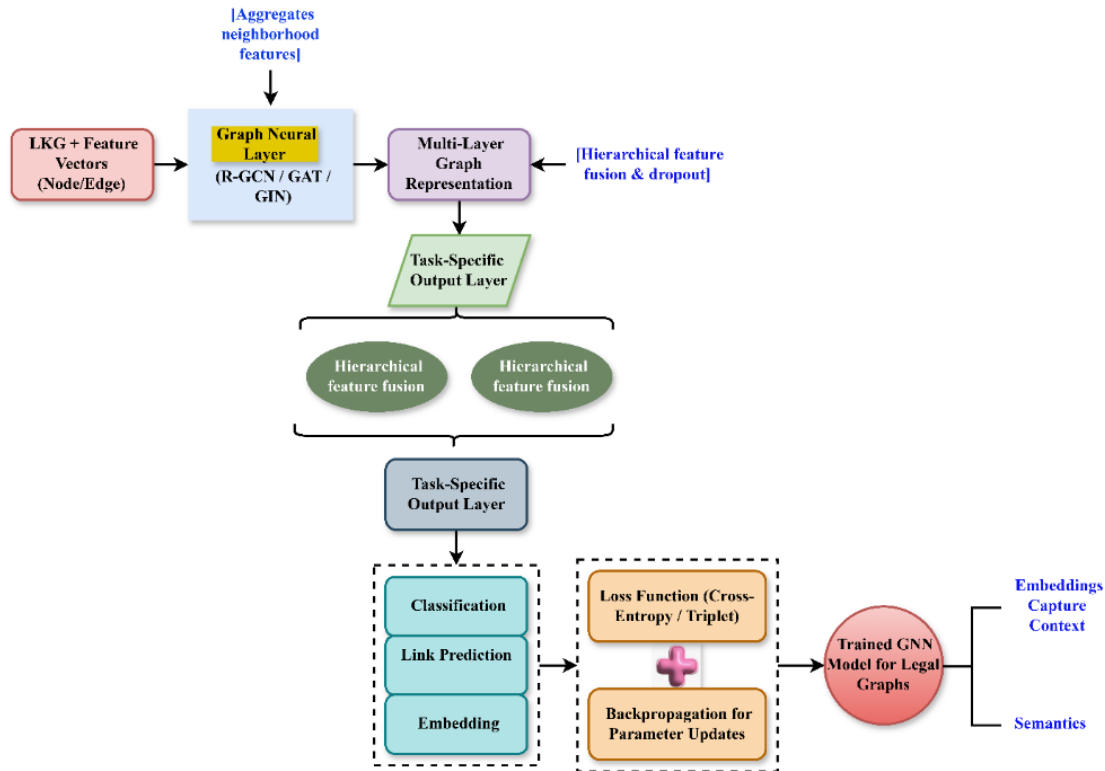 [Aggregates
neighborhood
features]
LKG + Feature
Vectors
(Node/Edge)
Graph Neural
Layer
(R-GCN / GAT /
GIN)
Multi-Layer
Graph
Representation
[Hierarchical feature
fusion & dropout]
Task-Specific
Output Layer
Hierarchical
feature fusion
Hierarchical
feature fusion
Task-Specific
Output Layer
Classification
Link Prediction
Embedding
Loss Function (Cross-
Entropy / Triplet)
Backpropagation for
Parameter Updates
Trained GNN
Model for Legal
Graphs
Embeddings
Capture
Context
Semantics